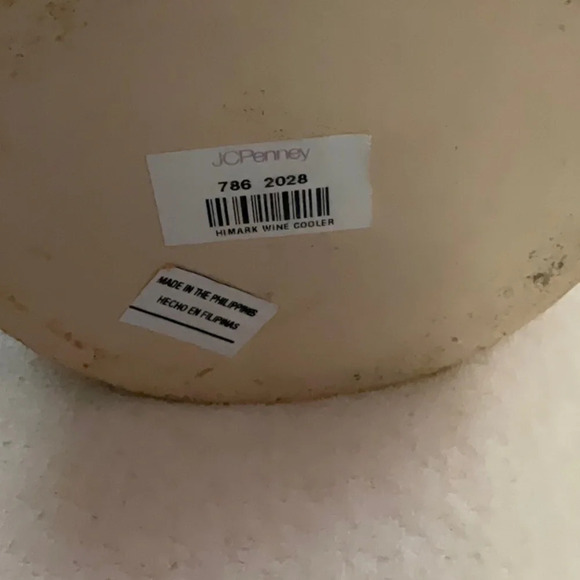 JCPenney
786 2028
HIMARK WINE COOLER
MADE IN THE PHILIPPINES
HECHO EN FILIPINAS